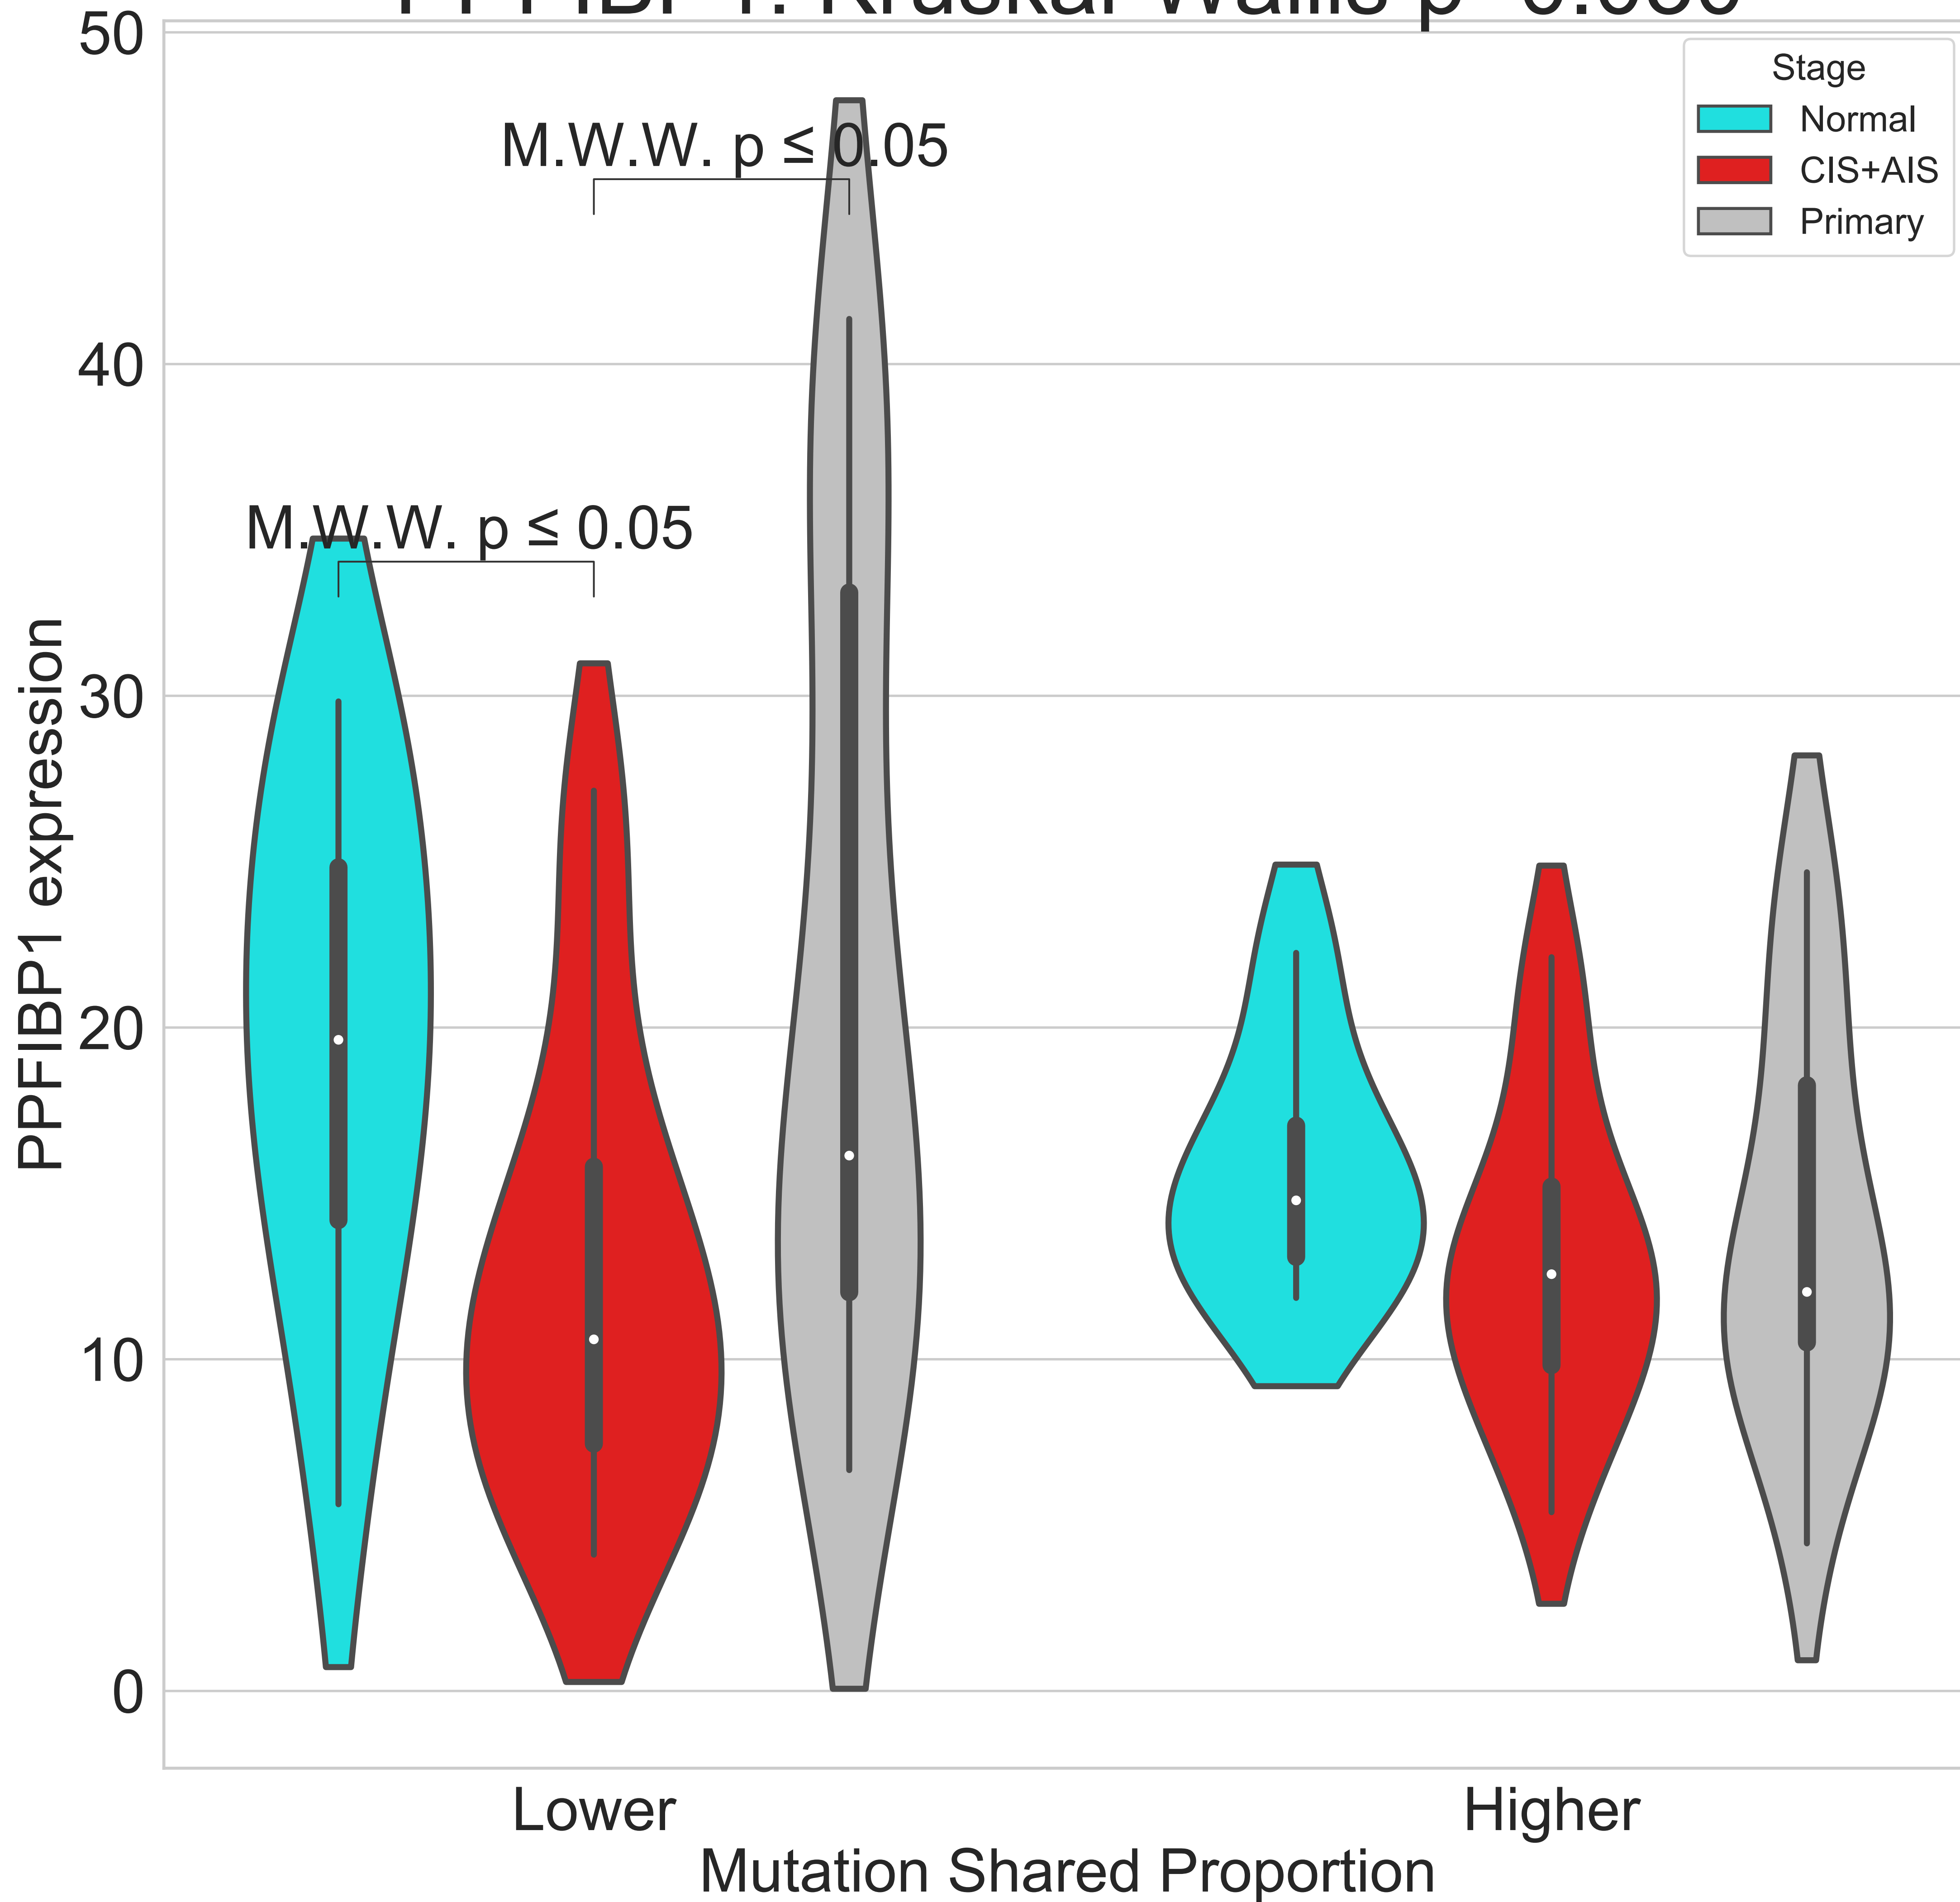 50
40
30
20
10
0
PPFIBP1 expression
M.W.W. p ≤ 0.05
M.W.W. p ≤ 0.05
Stage
Normal
CIS+AIS
Primary
Lower
Higher
Mutation Shared Proportion